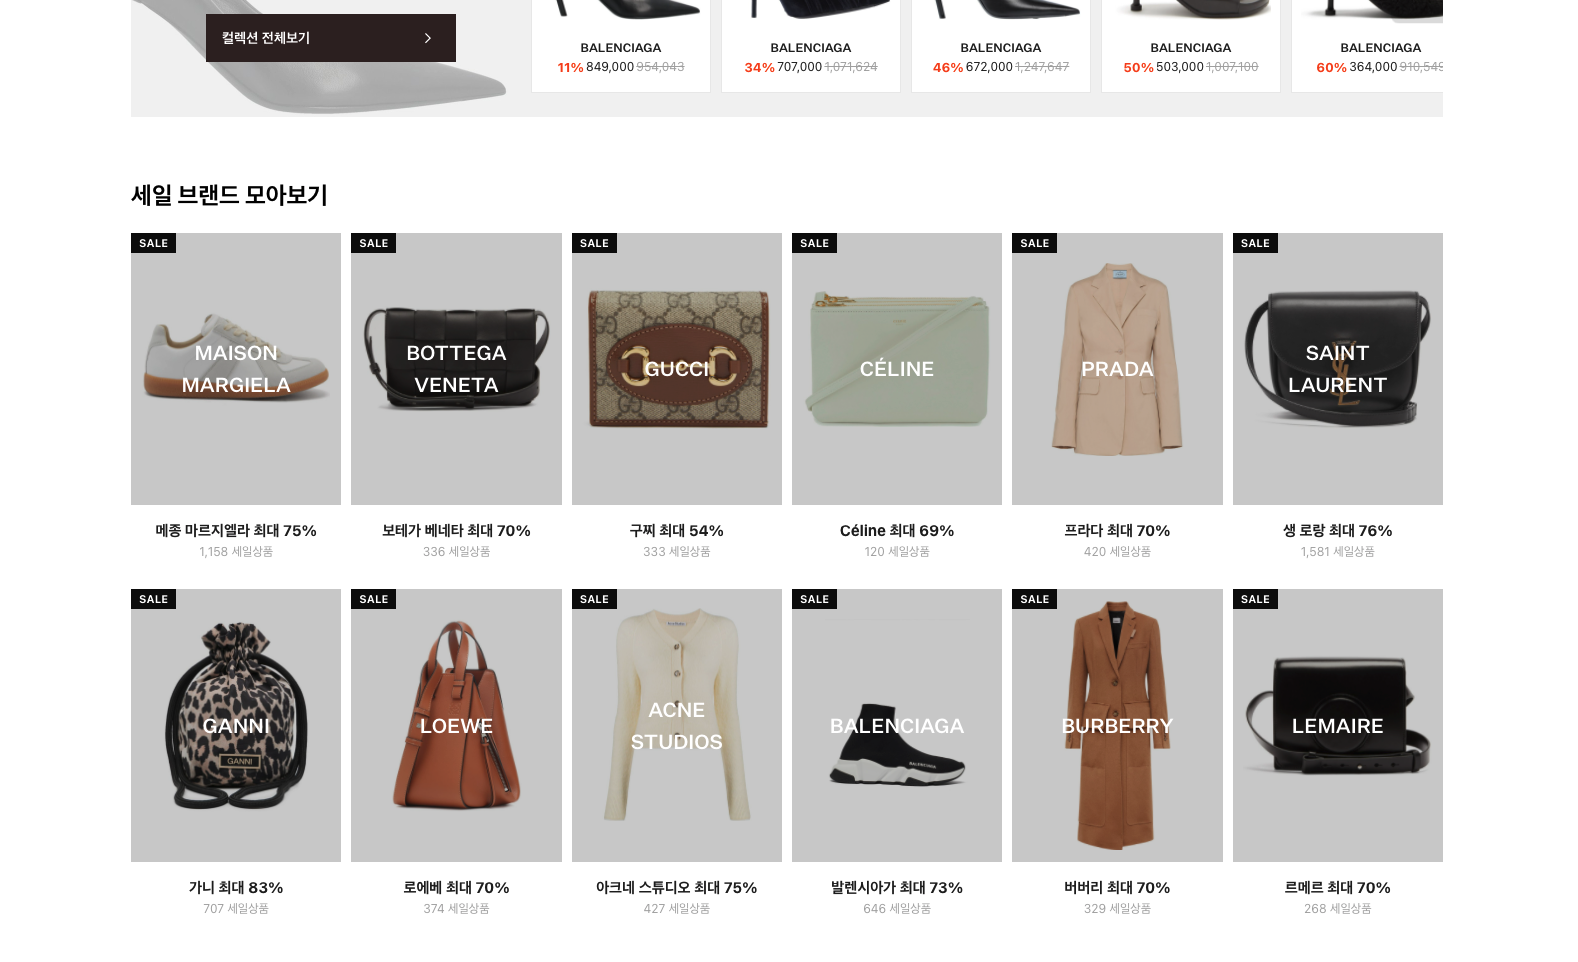 컬렉션 전체보기
BALENCIAGA
11% 849,000 954,043
BALENCIAGA
34% 707,000 1,071,624
BALENCIAGA
46% 672,000 1,247,647
BALENCIAGA
50% 503,000 1,007,100
BALENCIAGA
60% 364,000 910,549
세일 브랜드 모아보기
SALE
MAISON
MARGIELA
메종 마르지엘라 최대 75%
1,158 세일상품
SALE
BOTTEGA
VENETA
보테가 베네타 최대 70%
336 세일상품
SALE
GUCCI
구찌 최대 54%
333 세일상품
SALE
CÉLINE
Céline 최대 69%
120 세일상품
SALE
PRADA
프라다 최대 70%
420 세일상품
SALE
SAINT
LAURENT
생 로랑 최대 76%
1,581 세일상품
SALE
GANNI
GANNI
가니 최대 83%
707 세일상품
SALE
LOEWE
로에베 최대 70%
374 세일상품
SALE
ACNE
STUDIOS
아크네 스튜디오 최대 75%
427 세일상품
SALE
BALENCIAGA
BALENCIAGA
발렌시아가 최대 73%
646 세일상품
SALE
BURBERRY
버버리 최대 70%
329 세일상품
SALE
LEMAIRE
르메르 최대 70%
268 세일상품